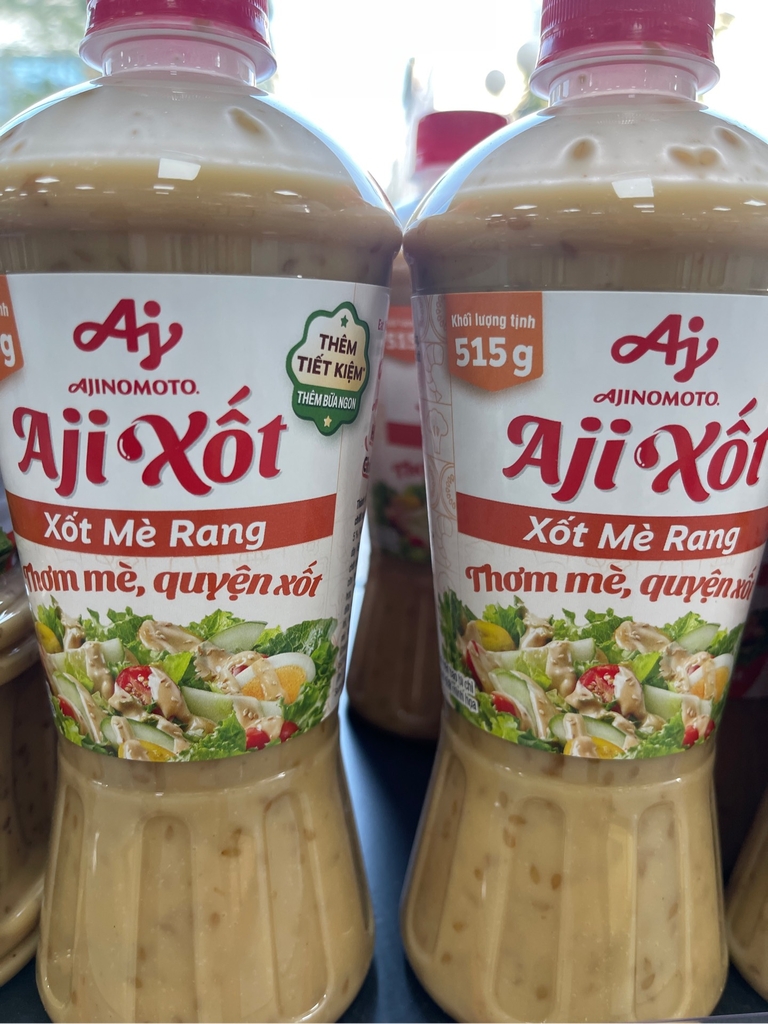 Aj
AJINOMOTO.
Aji Xốt
THÊM
TIẾT KIỆM
THÊM BỮA NGON
Xốt Mè Rang
Thơm mè, quyện xốt
Khối lượng tịnh
515 g
Aj
AJINOMOTO.
Aji Xốt
Xốt Mè Rang
Thơm mè, quyện xốt